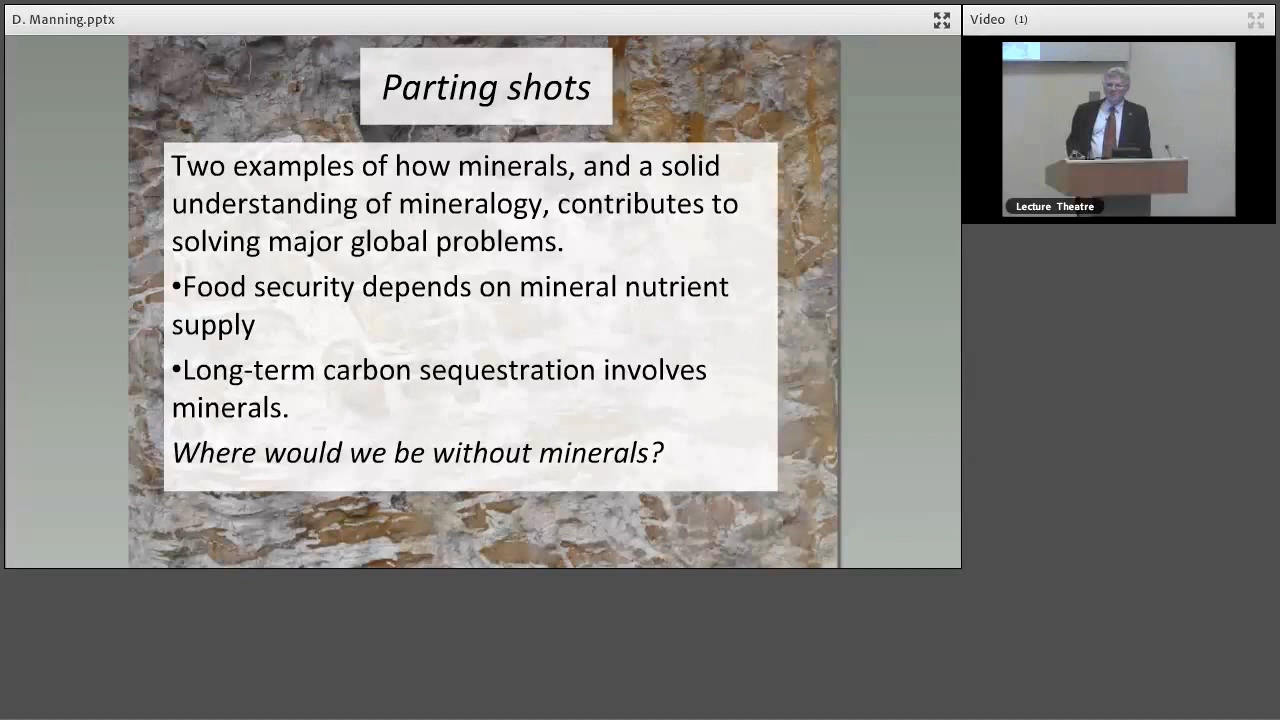 D. Manning.pptx
Video (1)
Parting shots
Two examples of how minerals, and a solid
understanding of mineralogy, contributes to
solving major global problems.
•Food security depends on mineral nutrient
supply
•Long-term carbon sequestration involves
minerals.
Where would we be without minerals?
Lecture Theatre